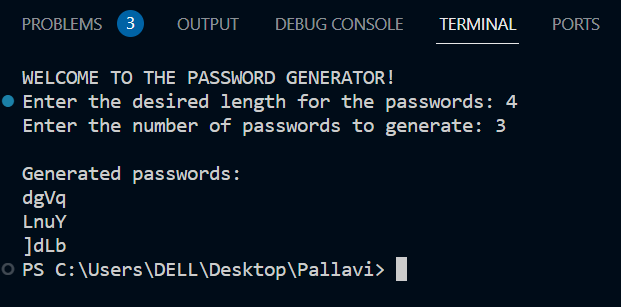 PROBLEMS 3 OUTPUT DEBUG CONSOLE TERMINAL PORTS
WELCOME TO THE PASSWORD GENERATOR!
Enter the desired length for the passwords: 4
Enter the number of passwords to generate: 3
Generated passwords:
dgVq
LnuY
]dLb
PS C:\Users\DELL\Desktop\Pallavi>